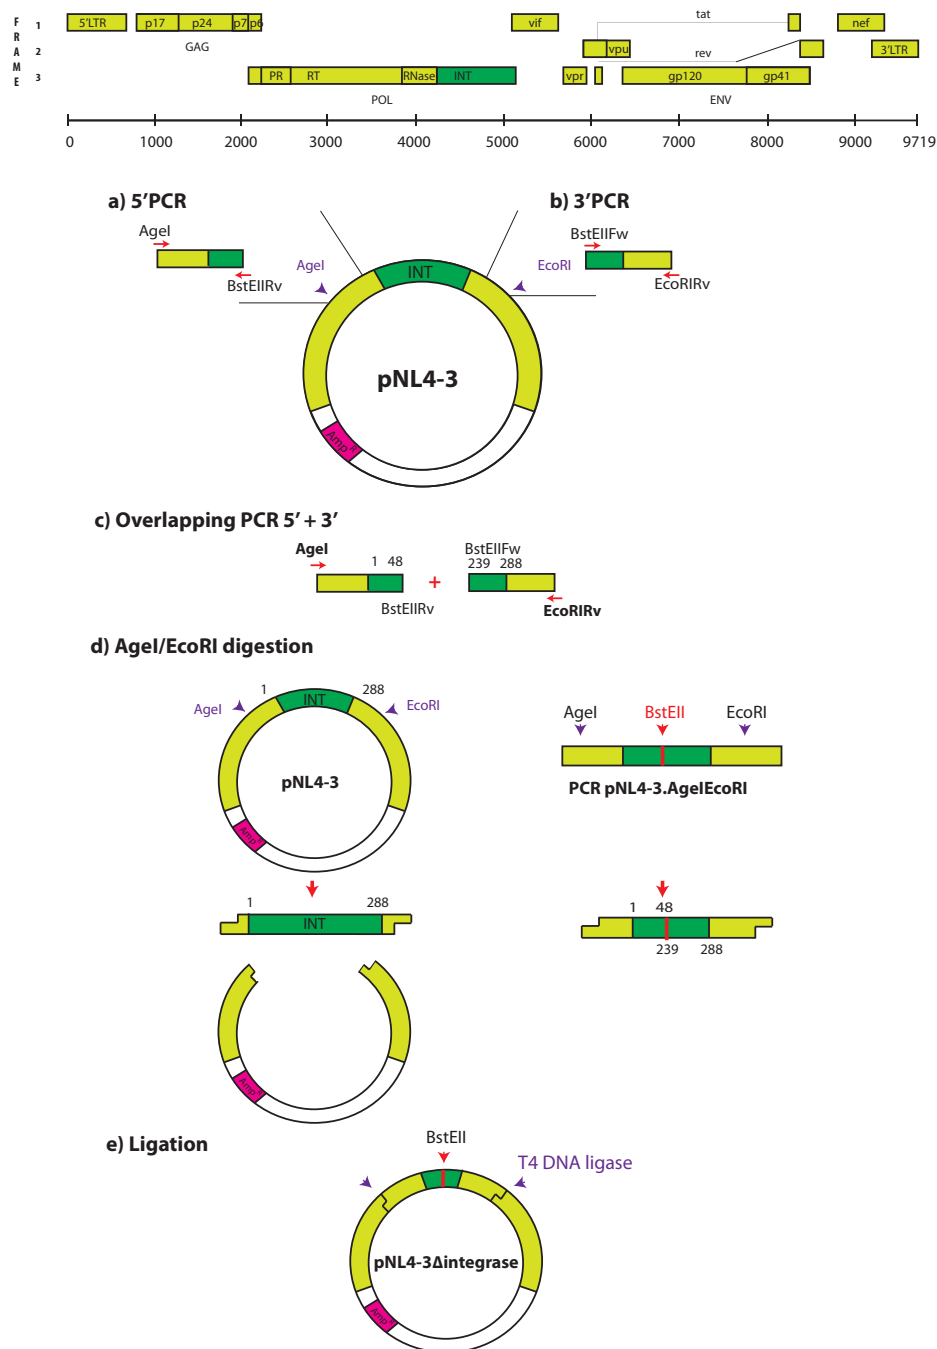 F
R
A
M
E
1
2
3
5'LTR p17 p24 p7 p6 vif tat nef
GAG vpu rev 3'LTR
PR RT RNase INT vpr gp120 gp41
POL ENV
0 1000 2000 3000 4000 5000 6000 7000 8000 9000 9719
a) 5'PCR b) 3'PCR
AgeI BstEIIFw
AgeI INT EcoRI
BstEIIRv EcoRIRv
pNL4-3
Amp R
c) Overlapping PCR 5' + 3'
AgeI 1 48 BstEIIFw
239 288
+
BstEIIRv EcoRIRv
d) AgeI/EcoRI digestion
1 288
AgeI INT EcoRI AgeI BstEII EcoRI
pNL4-3 PCR pNL4-3.AgeIEcoRI
Amp R
1 288 1 48
INT
239 288
Amp R
e) Ligation
BstEII
T4 DNA ligase
pNL4-3Δintegrase
Amp R